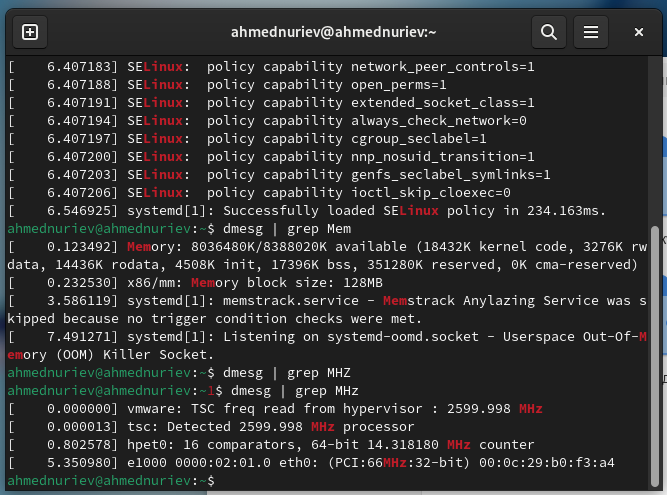 ahmednuriev@ahmednuriev:~
[    6.407183] SELinux:  policy capability network_peer_controls=1
[    6.407188] SELinux:  policy capability open_perms=1
[    6.407191] SELinux:  policy capability extended_socket_class=1
[    6.407194] SELinux:  policy capability always_check_network=0
[    6.407197] SELinux:  policy capability cgroup_seclabel=1
[    6.407200] SELinux:  policy capability nnp_nosuid_transition=1
[    6.407203] SELinux:  policy capability genfs_seclabel_symlinks=1
[    6.407206] SELinux:  policy capability ioctl_skip_cloexec=0
[    6.546925] systemd[1]: Successfully loaded SELinux policy in 234.163ms.
ahmednuriev@ahmednuriev:~$ dmesg | grep Mem
[    0.123492] Memory: 8036480K/8388020K available (18432K kernel code, 3276K rw
data, 14436K rodata, 4508K init, 17396K bss, 351280K reserved, 0K cma-reserved)
[    0.232530] x86/mm: Memory block size: 128MB
[    3.586119] systemd[1]: memstrack.service - Memstrack Anylazing Service was s
kipped because no trigger condition checks were met.
[    7.491271] systemd[1]: Listening on systemd-oomd.socket - Userspace Out-Of-M
emory (OOM) Killer Socket.
ahmednuriev@ahmednuriev:~$ dmesg | grep MHZ
ahmednuriev@ahmednuriev:~1$ dmesg | grep MHz
[    0.000000] vmware: TSC freq read from hypervisor : 2599.998 MHz
[    0.000013] tsc: Detected 2599.998 MHz processor
[    0.802578] hpet0: 16 comparators, 64-bit 14.318180 MHz counter
[    5.350980] e1000 0000:02:01.0 eth0: (PCI:66MHz:32-bit) 00:0c:29:b0:f3:a4
ahmednuriev@ahmednuriev:~$